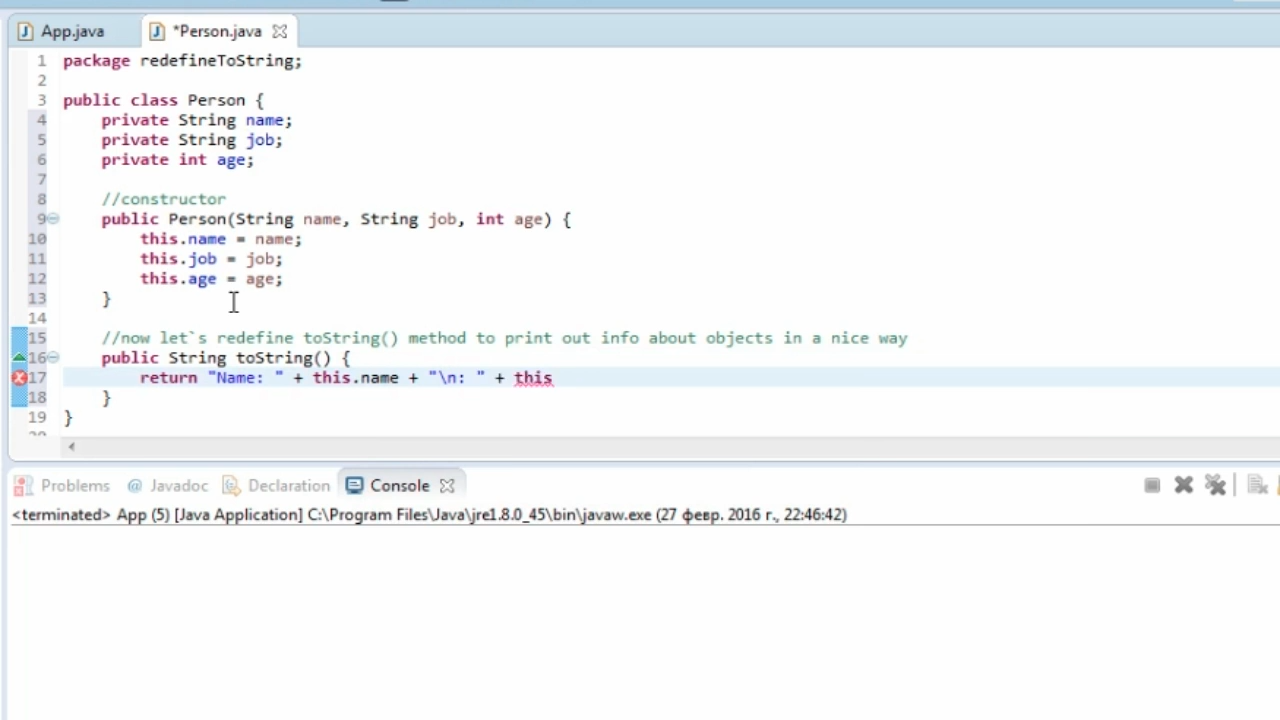 App.java
*Person.java
1 package redefineToString;
2
3 public class Person {
4 private String name;
5 private String job;
6 private int age;
7
8 //constructor
9 public Person(String name, String job, int age) {
10 this.name = name;
11 this.job = job;
12 this.age = age;
13 }
14
15 //now let`s redefine toString() method to print out info about objects in a nice way
16 public String toString() {
17 return "Name: " + this.name + "\n: " + this
18 }
19 }
Problems @ Javadoc Declaration Console
<terminated> App (5) [Java Application] C:\Program Files\Java\jre1.8.0_45\bin\javaw.exe (27 февр. 2016 г., 22:46:42)